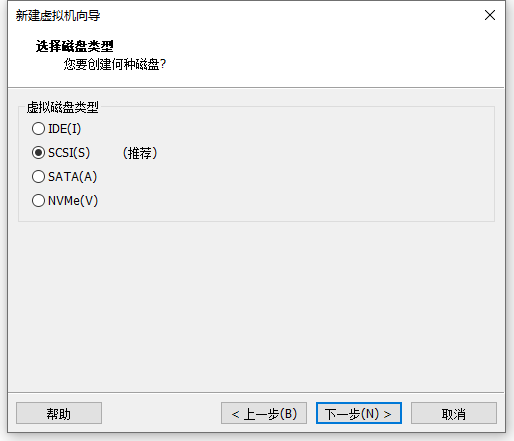 新建虚拟机向导
选择磁盘类型
您要创建何种磁盘?
虚拟磁盘类型
IDE(I)
SCSI(S) (推荐)
SATA(A)
NVMe(V)
帮助 < 上一步(B) 下一步(N) > 取消